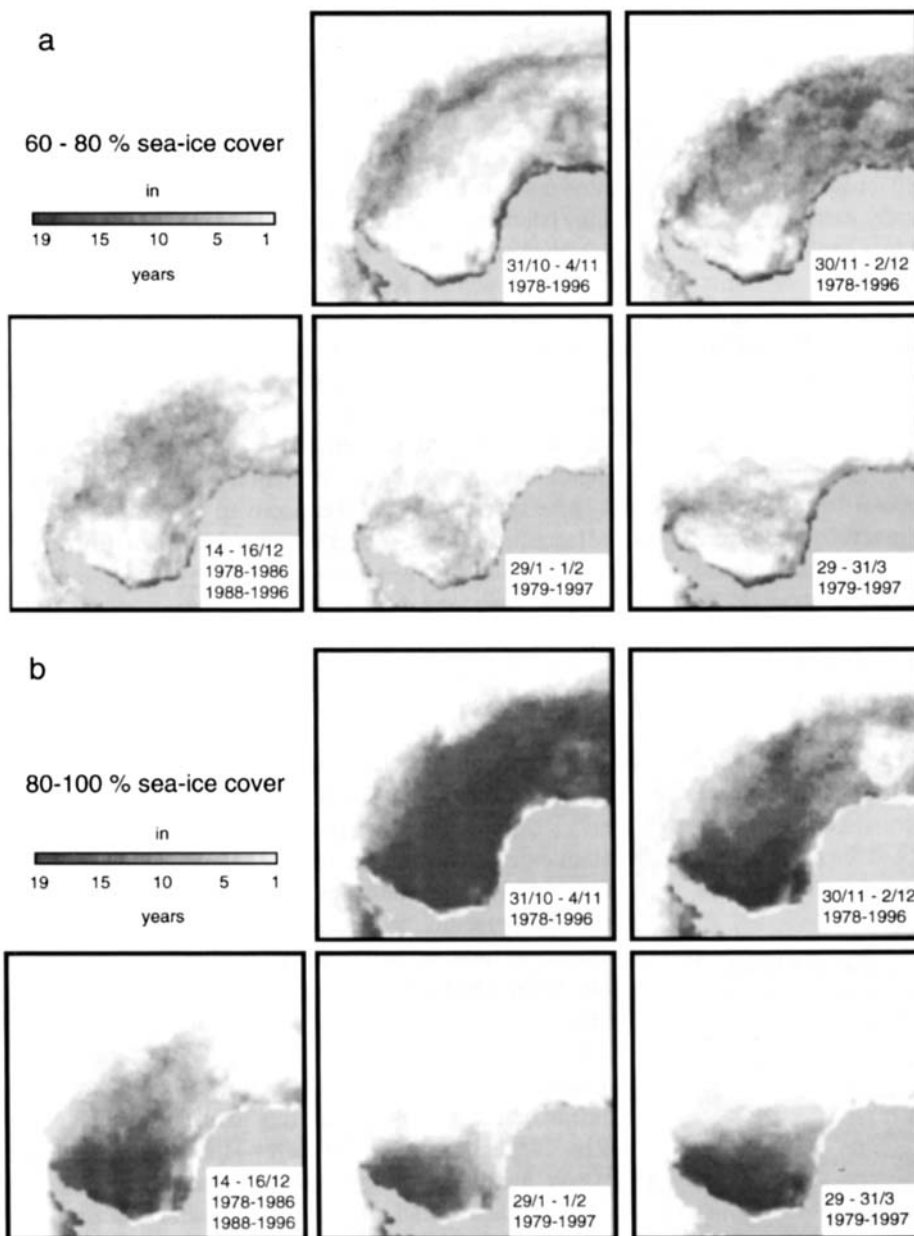 a
60 - 80 % sea-ice cover
in
19 15 10 5 1
years
31/10 - 4/11
1978-1996
30/11 - 2/12
1978-1996
14 - 16/12
1978-1986
1988-1996
29/1 - 1/2
1979-1997
29 - 31/3
1979-1997
b
80-100 % sea-ice cover
in
19 15 10 5 1
years
31/10 - 4/11
1978-1996
30/11 - 2/12
1978-1996
14 - 16/12
1978-1986
1988-1996
29/1 - 1/2
1979-1997
29 - 31/3
1979-1997